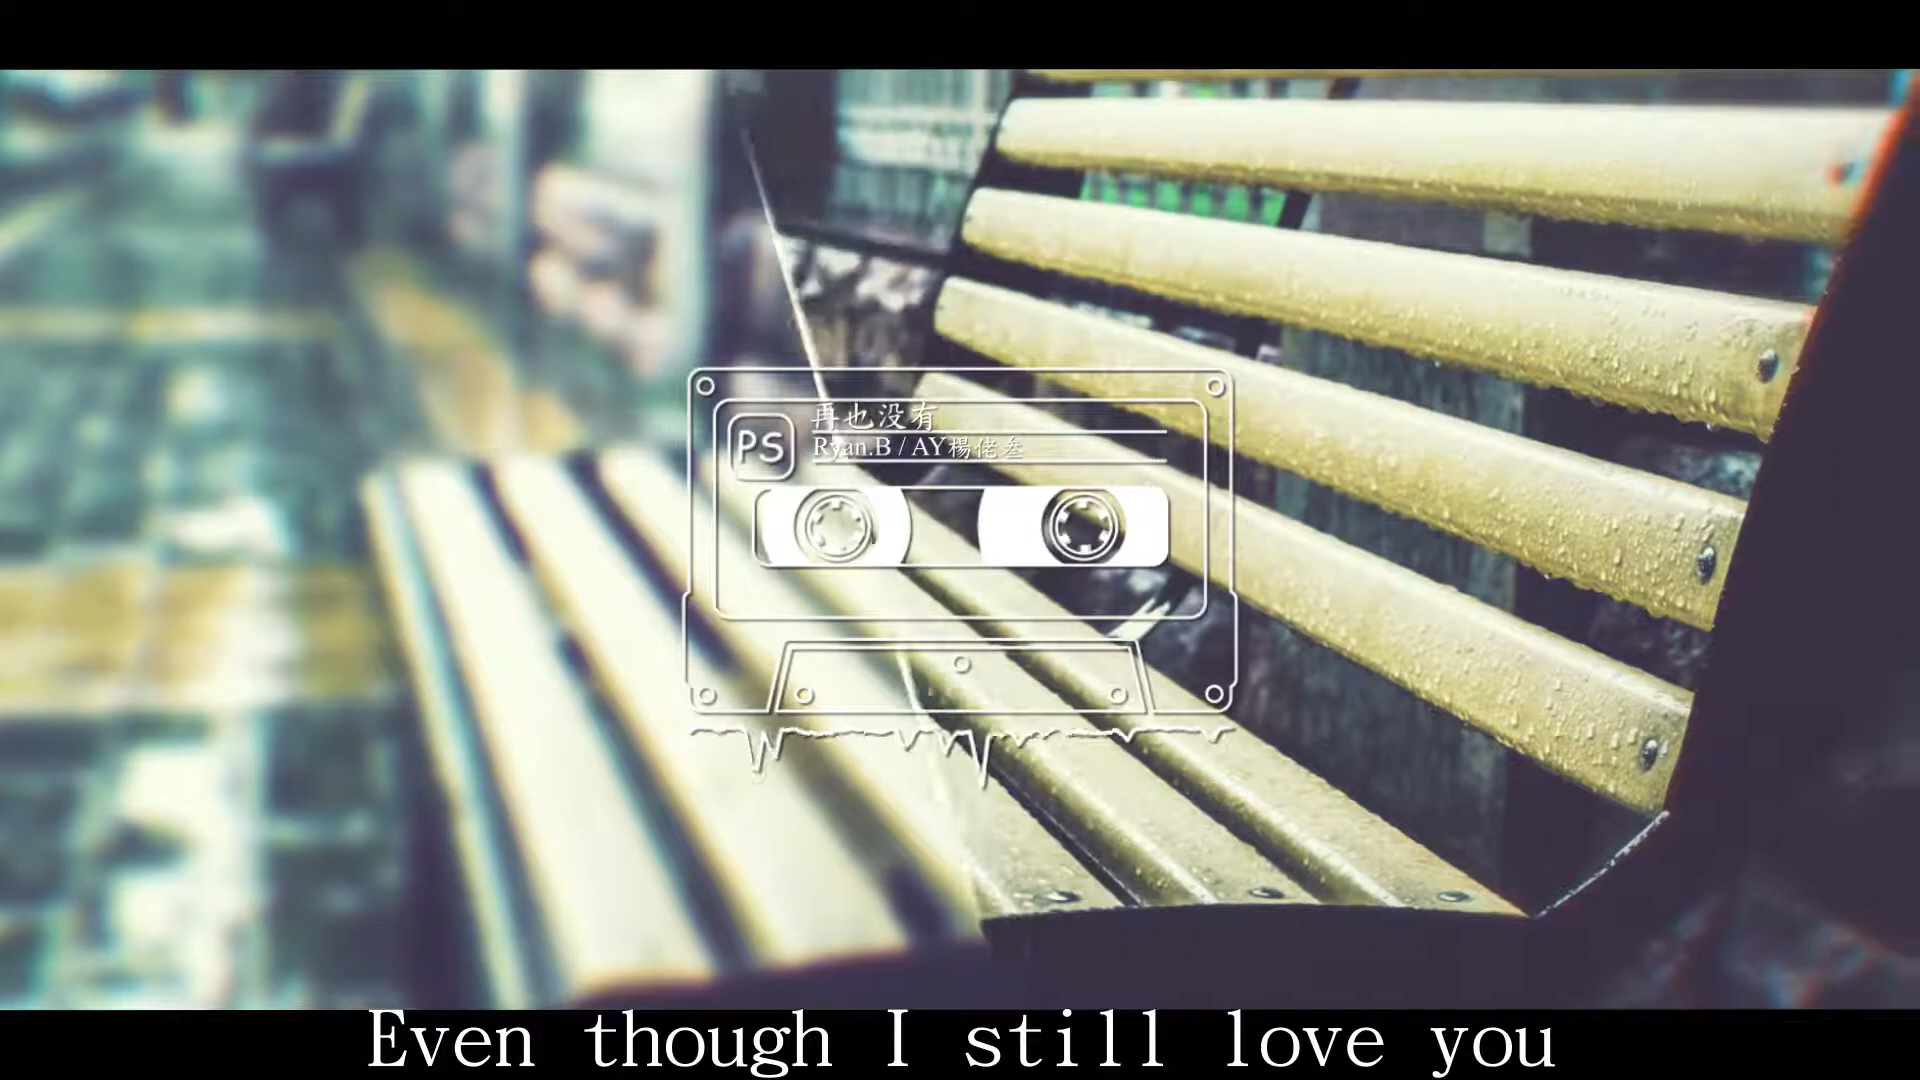 再也没有
PS
Ryan.B / AY楊佬叁
Even though I still love you